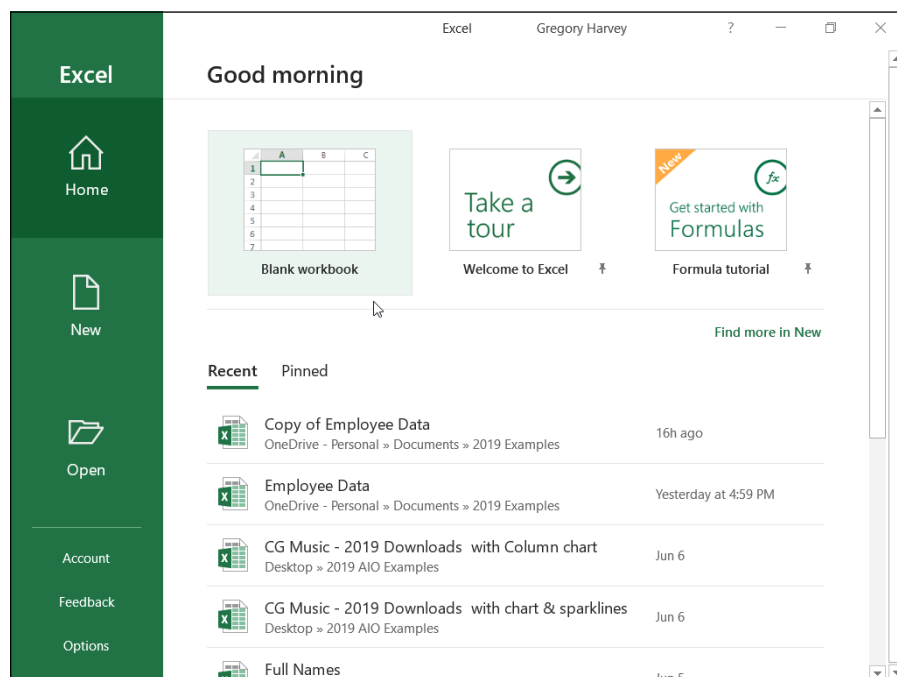 Excel Gregory Harvey ?
Excel
Good morning
Home
New
Open
Account
Feedback
Options
A B C
1
2
3
4
5
6
7
Blank workbook
Take a
tour
Welcome to Excel
New
fx
Get started with
Formulas
Formula tutorial
Find more in New
Recent Pinned
Copy of Employee Data
OneDrive - Personal » Documents » 2019 Examples
16h ago
Employee Data
OneDrive - Personal » Documents » 2019 Examples
Yesterday at 4:59 PM
CG Music - 2019 Downloads with Column chart
Desktop » 2019 AIO Examples
Jun 6
CG Music - 2019 Downloads with chart & sparklines
Desktop » 2019 AIO Examples
Jun 6
Full Names
Jun 5